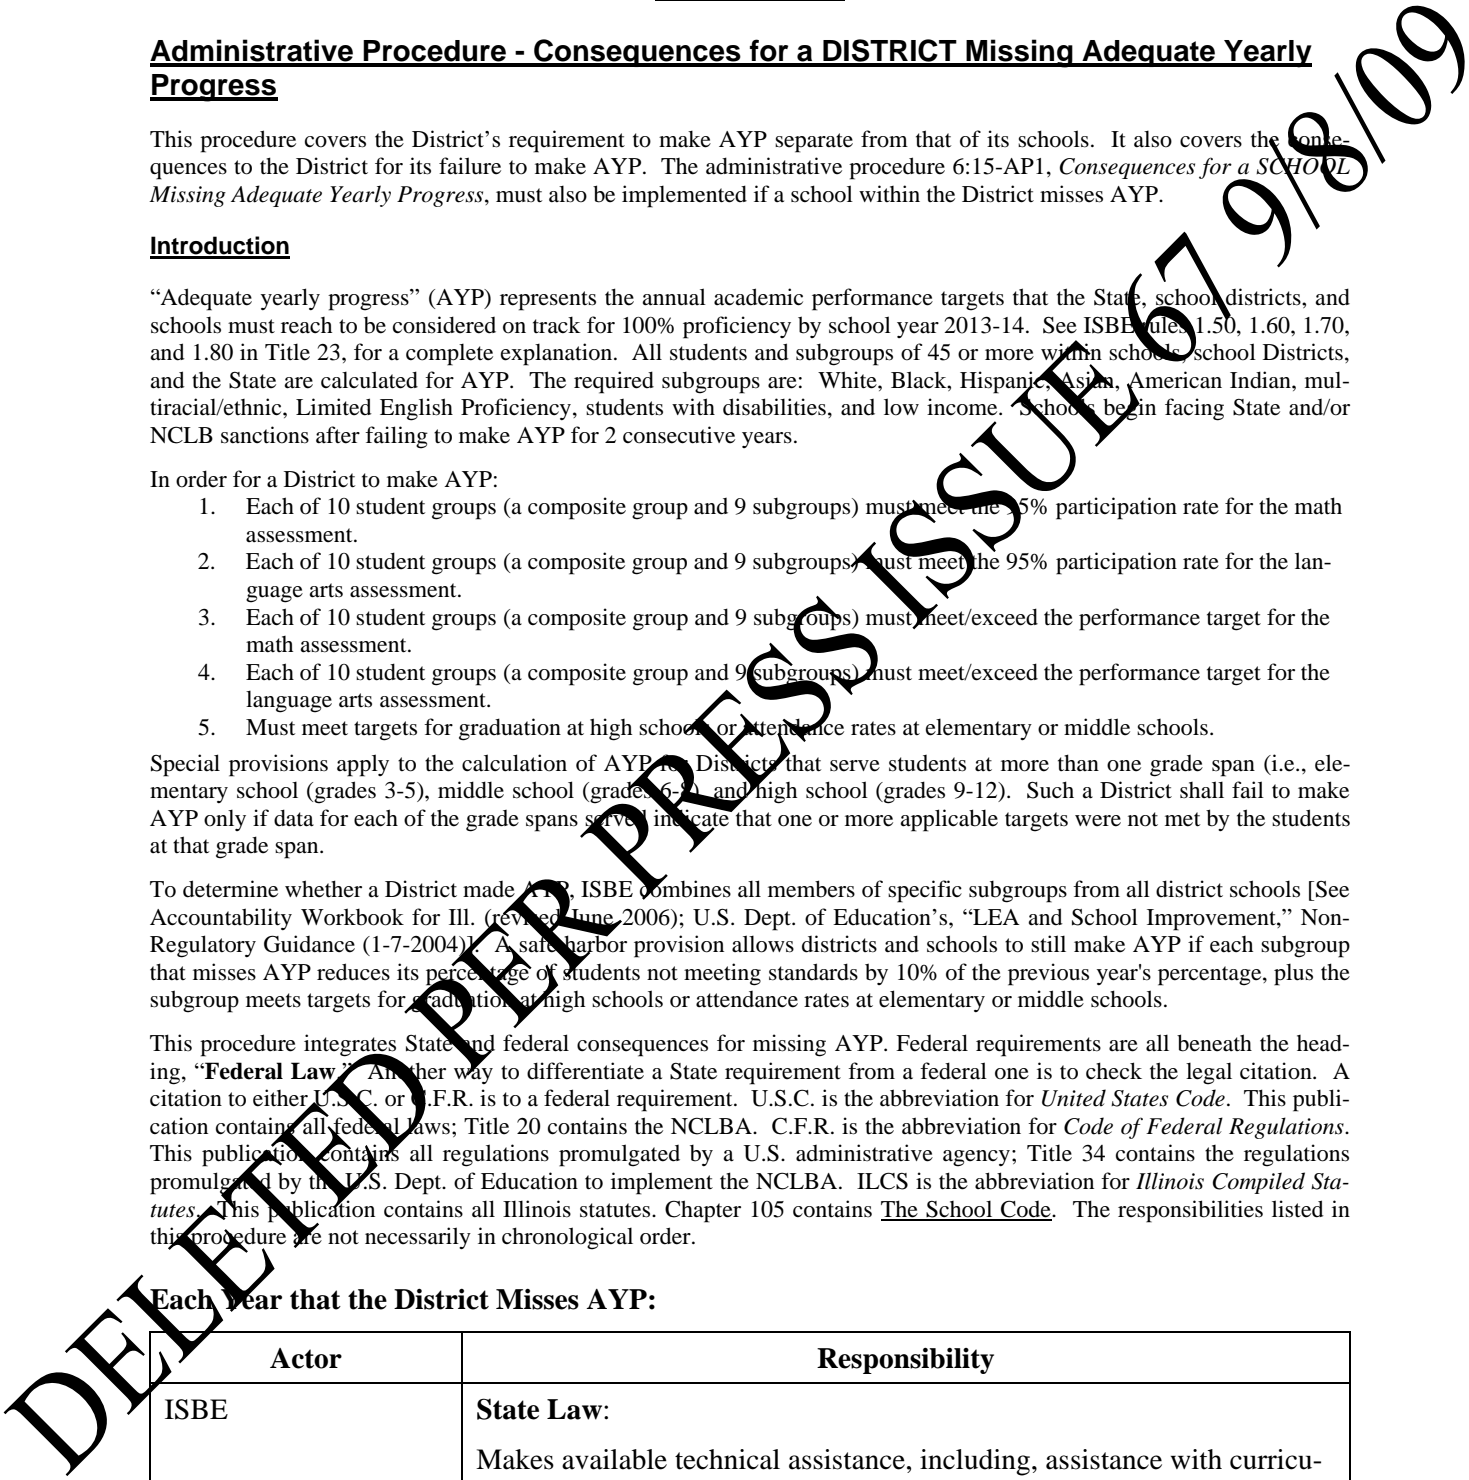 Administrative Procedure - Consequences for a DISTRICT Missing Adequate Yearly
Progress
This procedure covers the District's requirement to make AYP separate from that of its schools. It also covers the conse-
quences to the District for its failure to make AYP. The administrative procedure 6:15-AP1, Consequences for a SCHOOL
Missing Adequate Yearly Progress, must also be implemented if a school within the District misses AYP.
Introduction
“Adequate yearly progress” (AYP) represents the annual academic performance targets that the State, school districts, and
schools must reach to be considered on track for 100% proficiency by school year 2013-14. See ISBE rules 1.50, 1.60, 1.70,
and 1.80 in Title 23, for a complete explanation. All students and subgroups of 45 or more within schools, school Districts,
and the State are calculated for AYP. The required subgroups are: White, Black, Hispanic, Asian, American Indian, mul-
tiracial/ethnic, Limited English Proficiency, students with disabilities, and low income. Schools begin facing State and/or
NCLB sanctions after failing to make AYP for 2 consecutive years.
In order for a District to make AYP:
1. Each of 10 student groups (a composite group and 9 subgroups) must meet the 95% participation rate for the math
assessment.
2. Each of 10 student groups (a composite group and 9 subgroups) must meet the 95% participation rate for the lan-
guage arts assessment.
3. Each of 10 student groups (a composite group and 9 subgroups) must meet/exceed the performance target for the
math assessment.
4. Each of 10 student groups (a composite group and 9 subgroups) must meet/exceed the performance target for the
language arts assessment.
5. Must meet targets for graduation at high schools or attendance rates at elementary or middle schools.
Special provisions apply to the calculation of AYP for Districts that serve students at more than one grade span (i.e., ele-
mentary school (grades 3-5), middle school (grades 6-8), and high school (grades 9-12). Such a District shall fail to make
AYP only if data for each of the grade spans served indicate that one or more applicable targets were not met by the students
at that grade span.
To determine whether a District made AYP, ISBE combines all members of specific subgroups from all district schools [See
Accountability Workbook for Ill. (revised June 2006); U.S. Dept. of Education's, “LEA and School Improvement,” Non-
Regulatory Guidance (1-7-2004)]. A safe harbor provision allows districts and schools to still make AYP if each subgroup
that misses AYP reduces its percentage of students not meeting standards by 10% of the previous year's percentage, plus the
subgroup meets targets for graduation at high schools or attendance rates at elementary or middle schools.
This procedure integrates State and federal consequences for missing AYP. Federal requirements are all beneath the head-
ing, “Federal Law.” Another way to differentiate a State requirement from a federal one is to check the legal citation. A
citation to either U.S.C. or C.F.R. is to a federal requirement. U.S.C. is the abbreviation for United States Code. This publi-
cation contains all federal laws; Title 20 contains the NCLBA. C.F.R. is the abbreviation for Code of Federal Regulations.
This publication contains all regulations promulgated by a U.S. administrative agency; Title 34 contains the regulations
promulgated by the U.S. Dept. of Education to implement the NCLBA. ILCS is the abbreviation for Illinois Compiled Sta-
tutes. This publication contains all Illinois statutes. Chapter 105 contains The School Code. The responsibilities listed in
this procedure are not necessarily in chronological order.
Each Year that the District Misses AYP:
Actor Responsibility
ISBE State Law:
Makes available technical assistance, including, assistance with curricu-
DELETED PER PRESS ISSUE 67 9/8/09